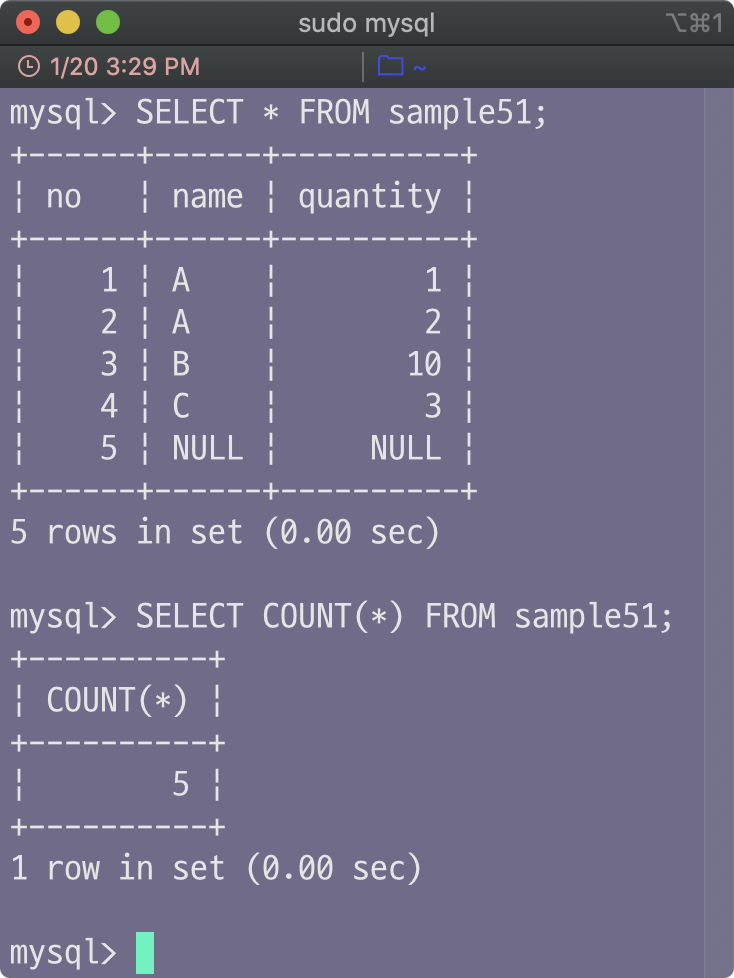 sudo mysql ⌥⌘1
1/20 3:29 PM ~
mysql> SELECT * FROM sample51;
+------+------+----------+
¦ no   ¦ name ¦ quantity ¦
+------+------+----------+
¦    1 ¦ A    ¦        1 ¦
¦    2 ¦ A    ¦        2 ¦
¦    3 ¦ B    ¦       10 ¦
¦    4 ¦ C    ¦        3 ¦
¦    5 ¦ NULL ¦     NULL ¦
+------+------+----------+
5 rows in set (0.00 sec)
mysql> SELECT COUNT(*) FROM sample51;
+----------+
¦ COUNT(*) ¦
+----------+
¦        5 ¦
+----------+
1 row in set (0.00 sec)
mysql>